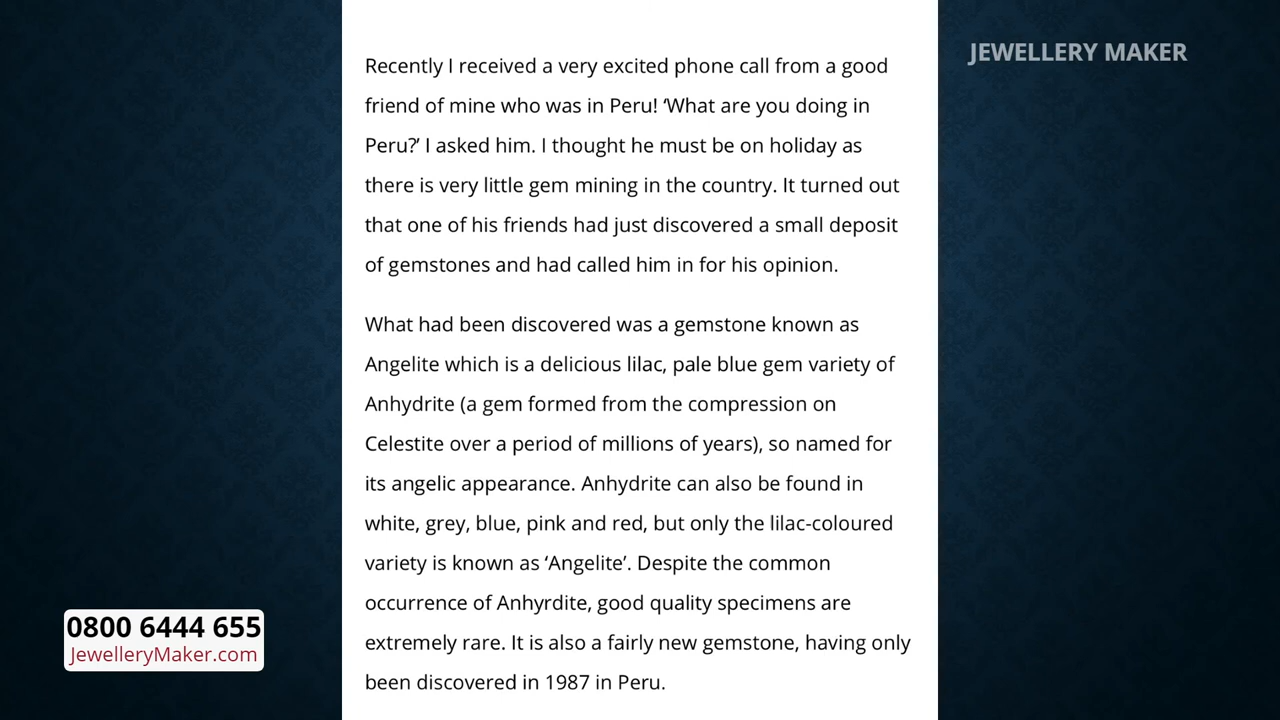 JEWELLERY MAKER
Recently I received a very excited phone call from a good
friend of mine who was in Peru! ‘What are you doing in
Peru?’ I asked him. I thought he must be on holiday as
there is very little gem mining in the country. It turned out
that one of his friends had just discovered a small deposit
of gemstones and had called him in for his opinion.
What had been discovered was a gemstone known as
Angelite which is a delicious lilac, pale blue gem variety of
Anhydrite (a gem formed from the compression on
Celestite over a period of millions of years), so named for
its angelic appearance. Anhydrite can also be found in
white, grey, blue, pink and red, but only the lilac-coloured
variety is known as ‘Angelite’. Despite the common
occurrence of Anhyrdite, good quality specimens are
extremely rare. It is also a fairly new gemstone, having only
been discovered in 1987 in Peru.
0800 6444 655
JewelleryMaker.com